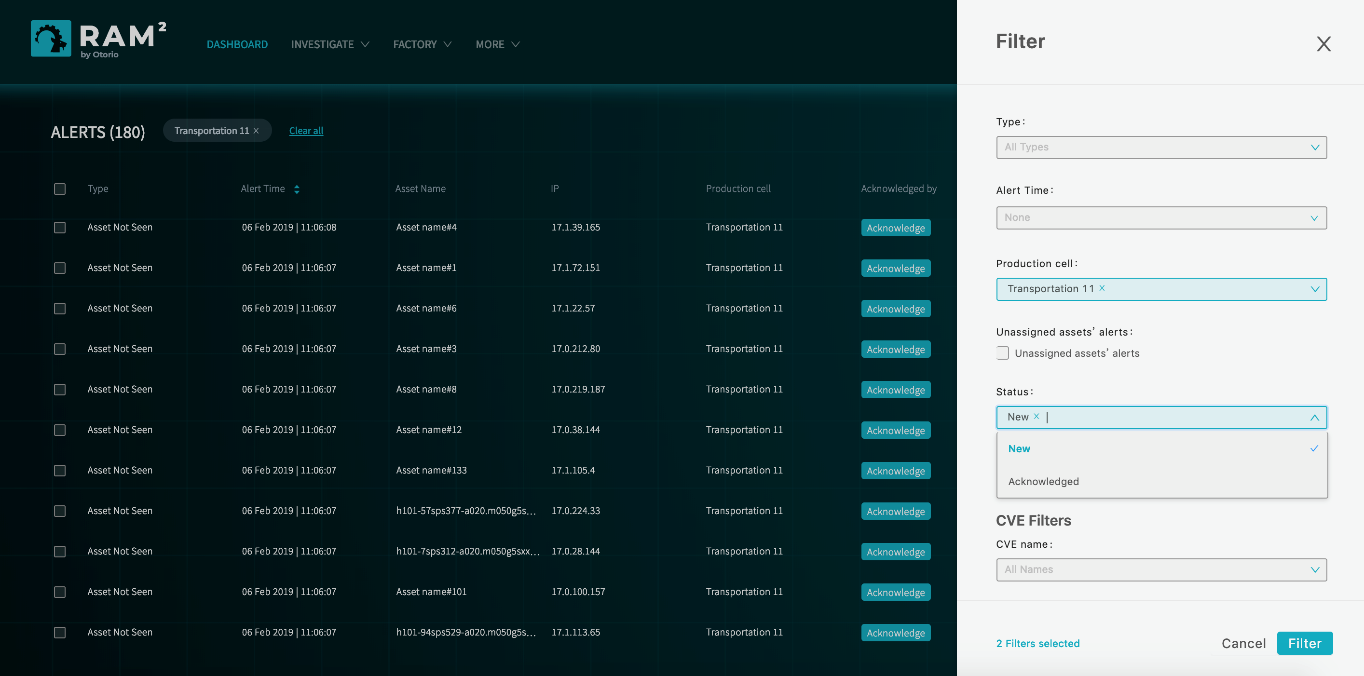 RAM²
by Otorio
DASHBOARD INVESTIGATE FACTORY MORE
ALERTS (180) Transportation 11 × Clear all
Type Alert Time Asset Name IP Production cell Acknowledged by
Asset Not Seen 06 Feb 2019 | 11:06:08 Asset name#4 17.1.39.165 Transportation 11 Acknowledge
Asset Not Seen 06 Feb 2019 | 11:06:07 Asset name#1 17.1.72.151 Transportation 11 Acknowledge
Asset Not Seen 06 Feb 2019 | 11:06:07 Asset name#6 17.1.22.57 Transportation 11 Acknowledge
Asset Not Seen 06 Feb 2019 | 11:06:07 Asset name#3 17.0.212.80 Transportation 11 Acknowledge
Asset Not Seen 06 Feb 2019 | 11:06:07 Asset name#8 17.0.219.187 Transportation 11 Acknowledge
Asset Not Seen 06 Feb 2019 | 11:06:07 Asset name#12 17.0.38.144 Transportation 11 Acknowledge
Asset Not Seen 06 Feb 2019 | 11:06:07 Asset name#133 17.1.105.4 Transportation 11 Acknowledge
Asset Not Seen 06 Feb 2019 | 11:06:07 h101-57sps377-a020.m050g5s... 17.0.224.33 Transportation 11 Acknowledge
Asset Not Seen 06 Feb 2019 | 11:06:07 h101-7sps312-a020.m050g5sxx... 17.0.28.144 Transportation 11 Acknowledge
Asset Not Seen 06 Feb 2019 | 11:06:07 Asset name#101 17.0.100.157 Transportation 11 Acknowledge
Asset Not Seen 06 Feb 2019 | 11:06:07 h101-94sps529-a020.m050g5s... 17.1.113.65 Transportation 11 Acknowledge
Filter
Type:
All Types
Alert Time:
None
Production cell:
Transportation 11 ×
Unassigned assets' alerts:
Unassigned assets' alerts
Status:
New ×
New
Acknowledged
CVE Filters
CVE name:
All Names
2 Filters selected Cancel Filter